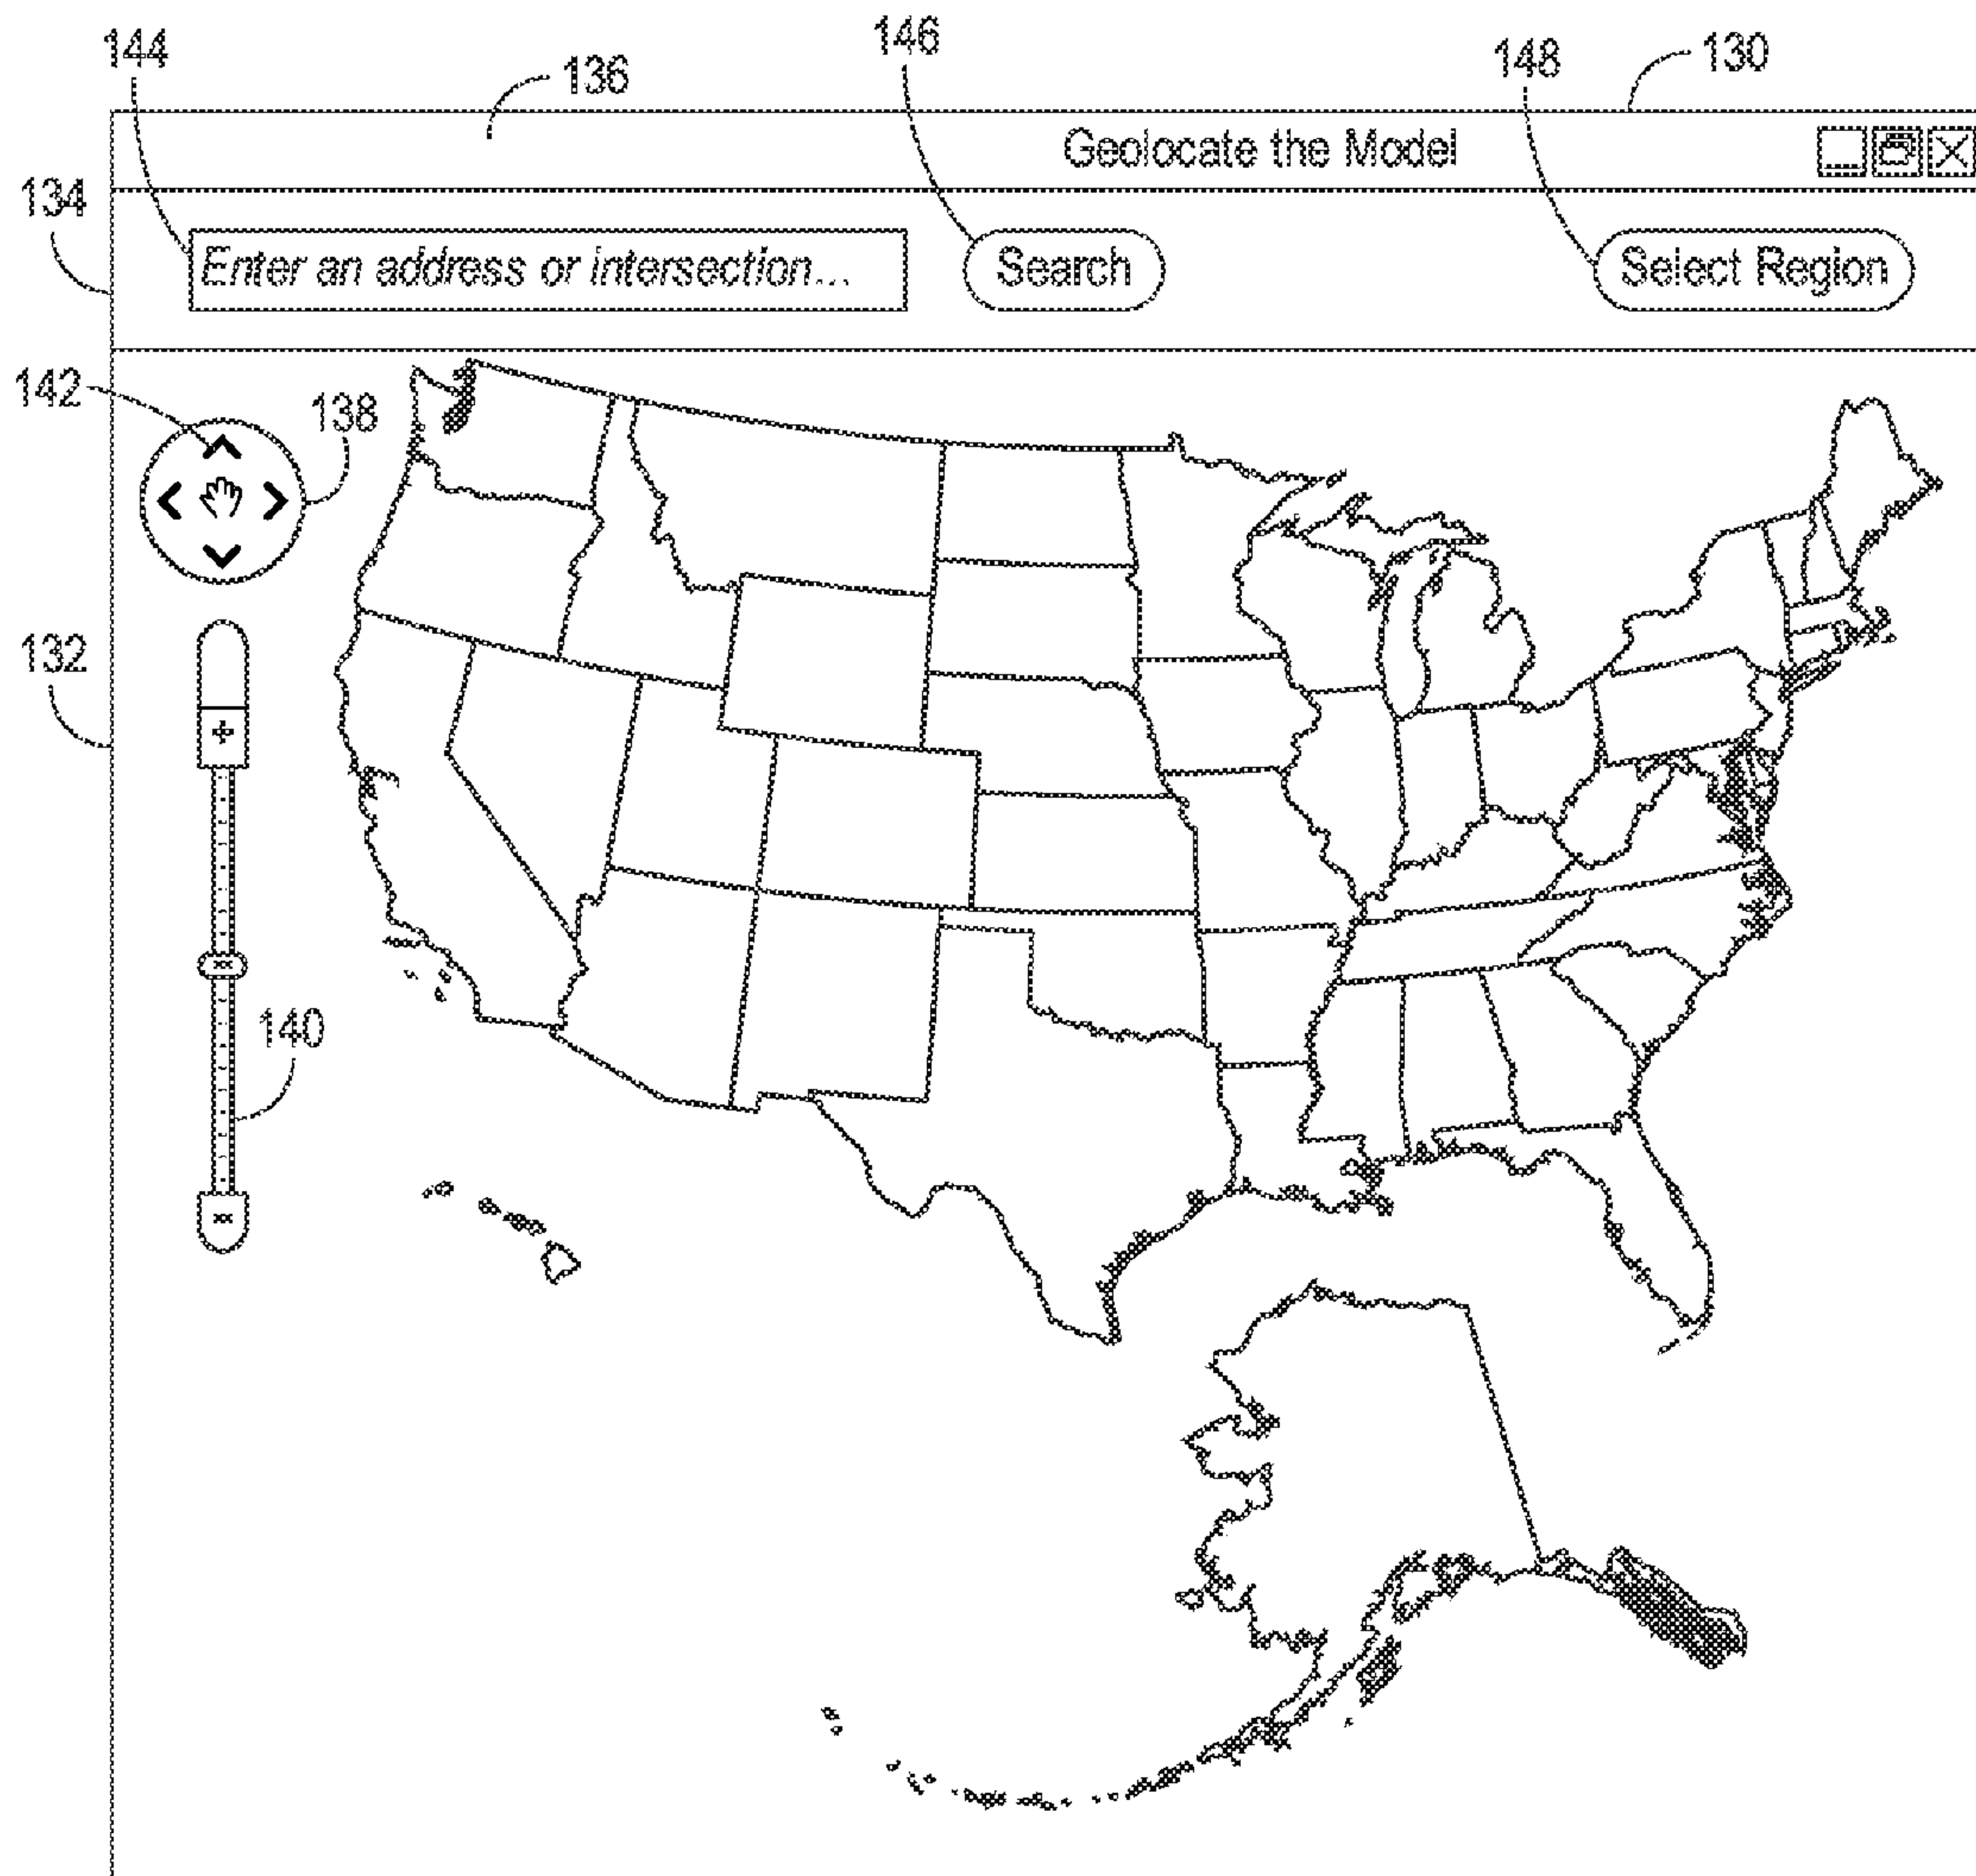 144
136
146
148
130
Geolocate the Model
134
Enter an address or intersection...
Search
Select Region
142
138
132
+
140